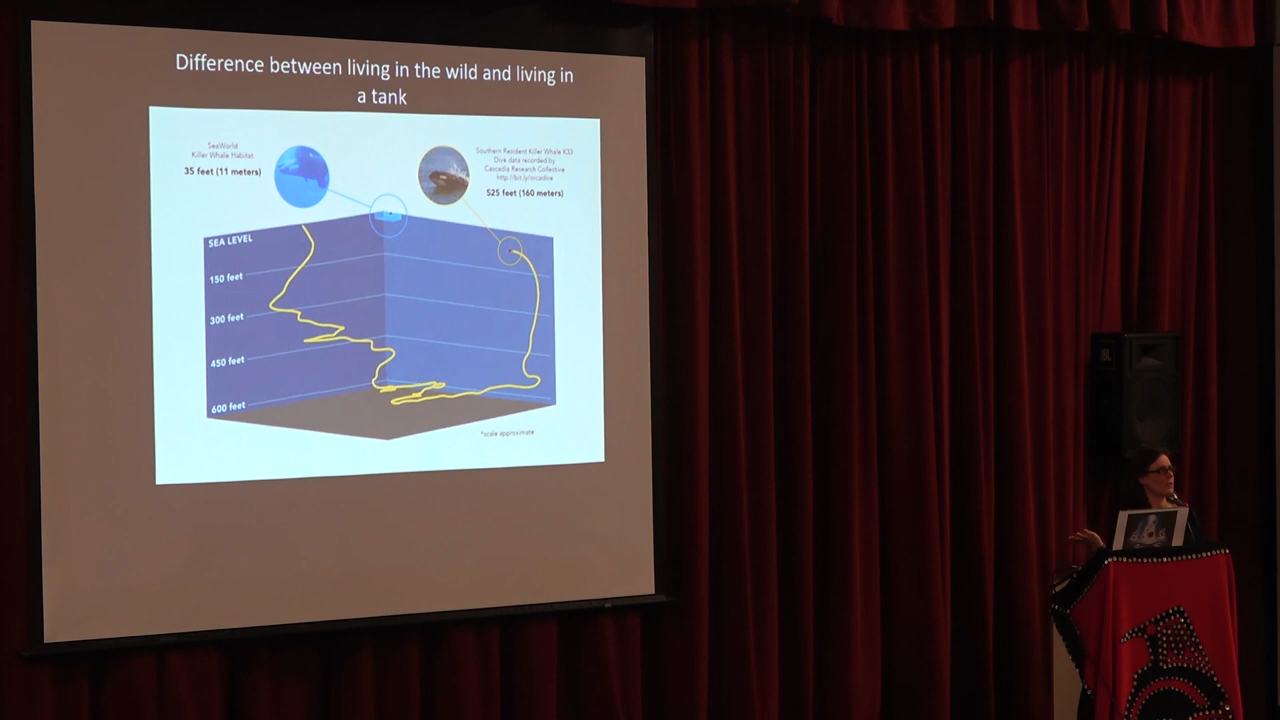 Difference between living in the wild and living in
a tank
SeaWorld
Killer Whale Habitat
35 feet (11 meters)
Southern Resident Killer Whale K33
Dive data recorded by
Cascadia Research Collective
http://bit.ly/orcadive
525 feet (160 meters)
SEA LEVEL
150 feet
300 feet
450 feet
600 feet
*scale approximate
JBL